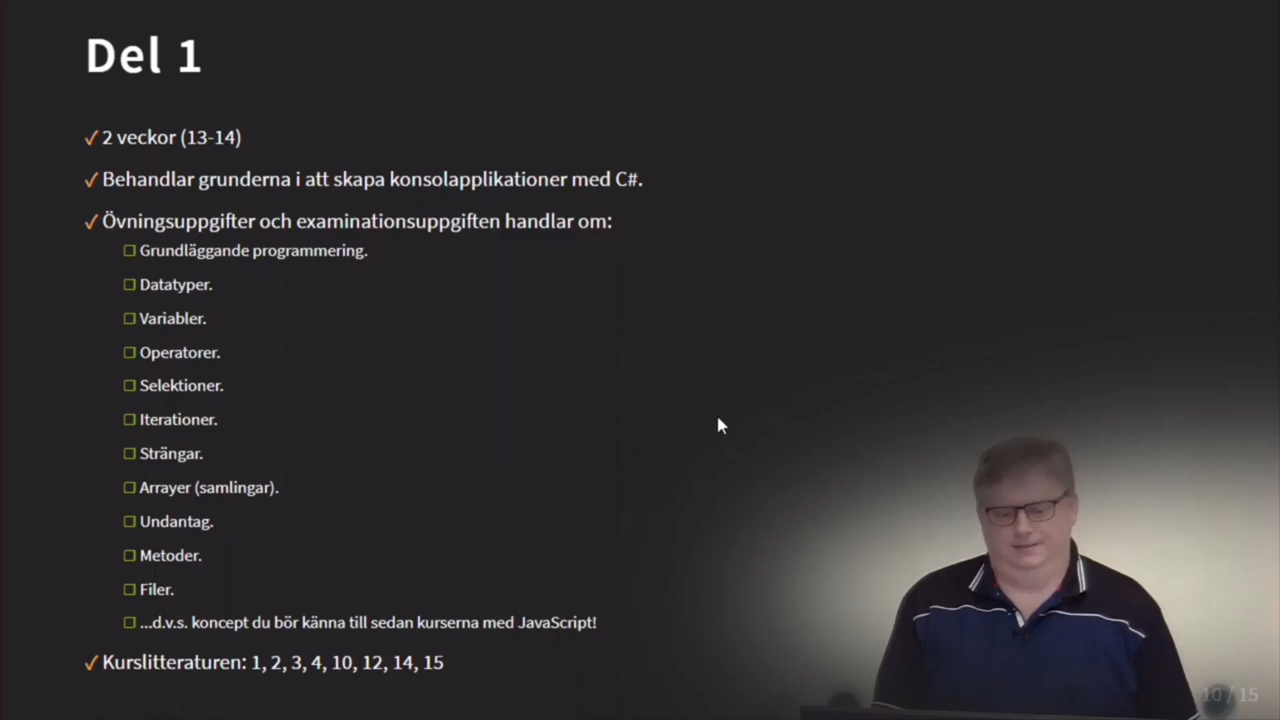 Del 1
✓ 2 veckor (13-14)
✓ Behandlar grunderna i att skapa konsolapplikationer med C#.
✓ Övningsuppgifter och examinationsuppgiften handlar om:
☐ Grundläggande programmering.
☐ Datatyper.
☐ Variabler.
☐ Operatorer.
☐ Selektioner.
☐ Iterationer.
☐ Strängar.
☐ Arrayer (samlingar).
☐ Undantag.
☐ Metoder.
☐ Filer.
☐ ...d.v.s. koncept du bör känna till sedan kurserna med JavaScript!
✓ Kurslitteraturen: 1, 2, 3, 4, 10, 12, 14, 15
10 / 15